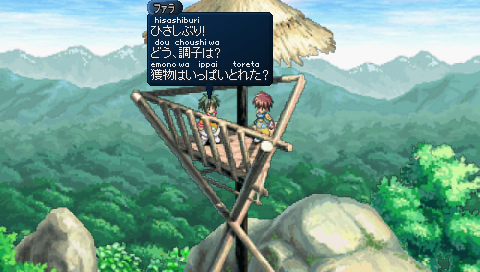 ファラ
hisashiburi
ひさしぶり!
dou choushi wa
どう、調子は?
emono wa ippai toreta
獲物はいっぱいとれた?